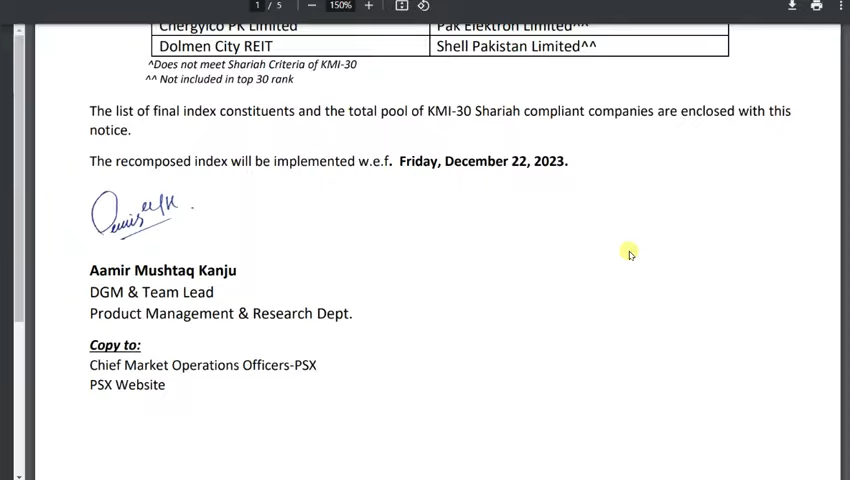 1 / 5 150%
Pak Elektron Limited^^
Dolmen City REIT Shell Pakistan Limited^^
^Does not meet Shariah Criteria of KMI-30
^^ Not included in top 30 rank
The list of final index constituents and the total pool of KMI-30 Shariah compliant companies are enclosed with this
notice.
The recomposed index will be implemented w.e.f. Friday, December 22, 2023.
Aamir Mushtaq Kanju
DGM & Team Lead
Product Management & Research Dept.
Copy to:
Chief Market Operations Officers-PSX
PSX Website